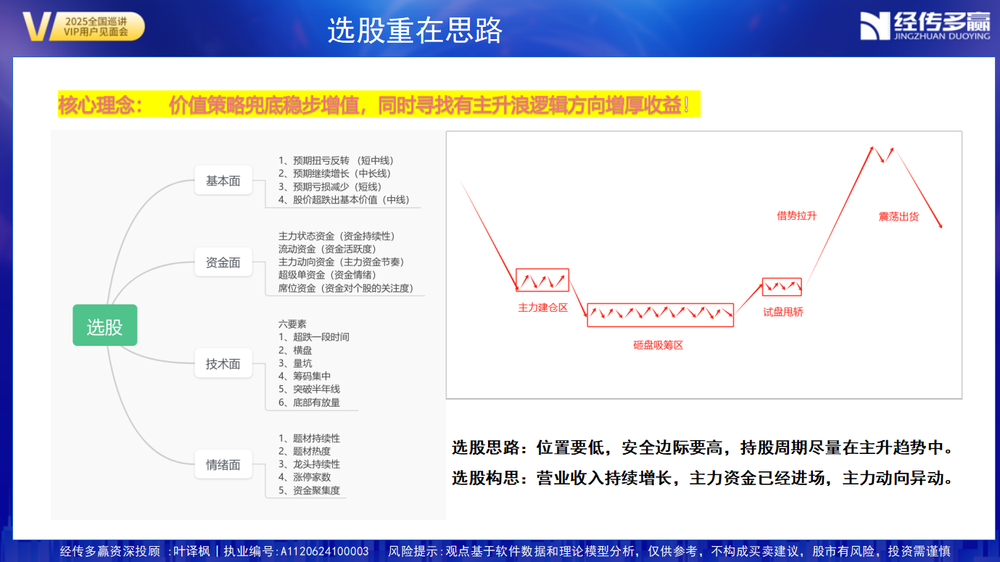 2025全国巡讲
VIP用户见面会
选股重在思路
经传多赢
JINGZHUAN DUOYING
核心理念： 价值策略兜底稳步增值，同时寻找有主升浪逻辑方向增厚收益！
选股
基本面
1、预期扭亏反转 （短中线）
2、预期继续增长（中长线）
3、预期亏损减少（短线）
4、股价超跌出基本价值（中线）
资金面
主力状态资金（资金持续性）
流动资金（资金活跃度）
主力动向资金（主力资金节奏）
超级单资金（资金情绪）
席位资金（资金对个股的关注度）
技术面
六要素
1、超跌一段时间
2、横盘
3、量坑
4、筹码集中
5、突破半年线
6、底部有放量
情绪面
1、题材持续性
2、题材热度
3、龙头持续性
4、涨停家数
5、资金聚集度
主力建仓区
砸盘吸筹区
试盘甩轿
借势拉升
震荡出货
选股思路：位置要低，安全边际要高，持股周期尽量在主升趋势中。
选股构思：营业收入持续增长，主力资金已经进场，主力动向异动。
经传多赢资深投顾 :叶译枫丨执业编号:A1120624100003 风险提示:观点基于软件数据和理论模型分析，仅供参考，不构成买卖建议，股市有风险，投资需谨慎